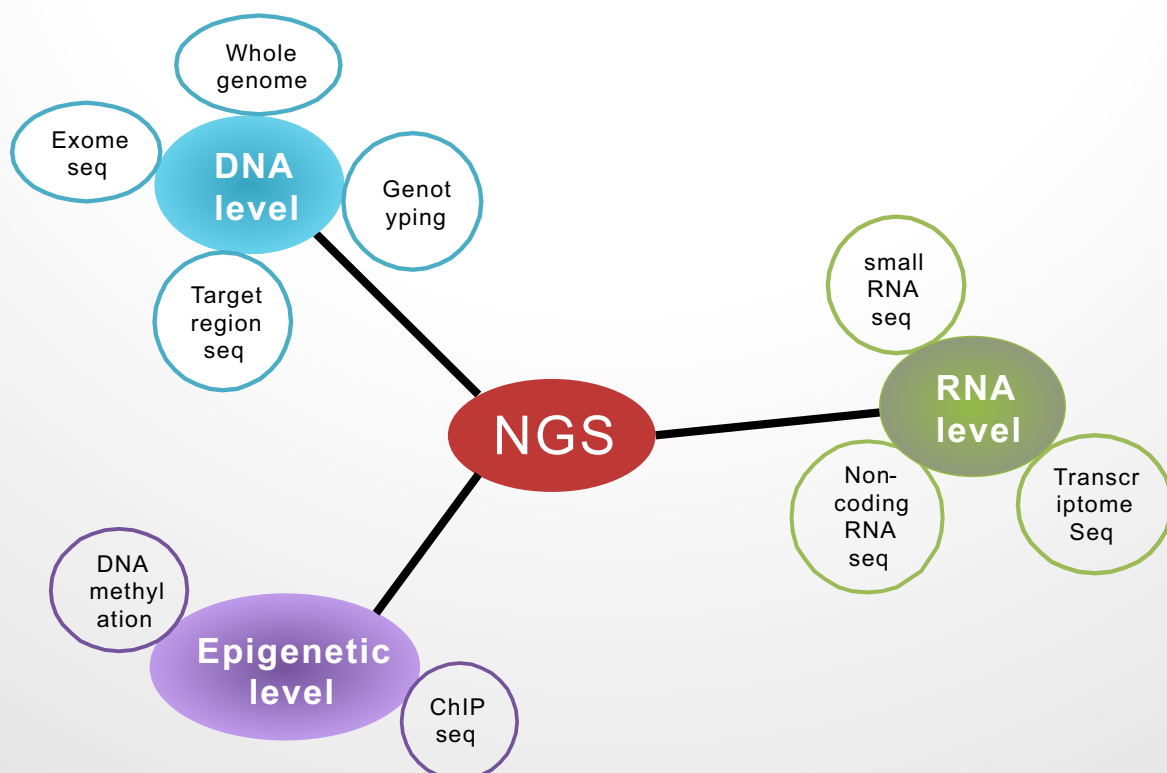 Whole
genome
Exome
seq
DNA
level
Genot
yping
Target
region
seq
small
RNA
seq
RNA
level
NGS
Non-
coding
RNA
seq
Transcr
iptome
Seq
DNA
methyl
ation
Epigenetic
level
ChIP
seq